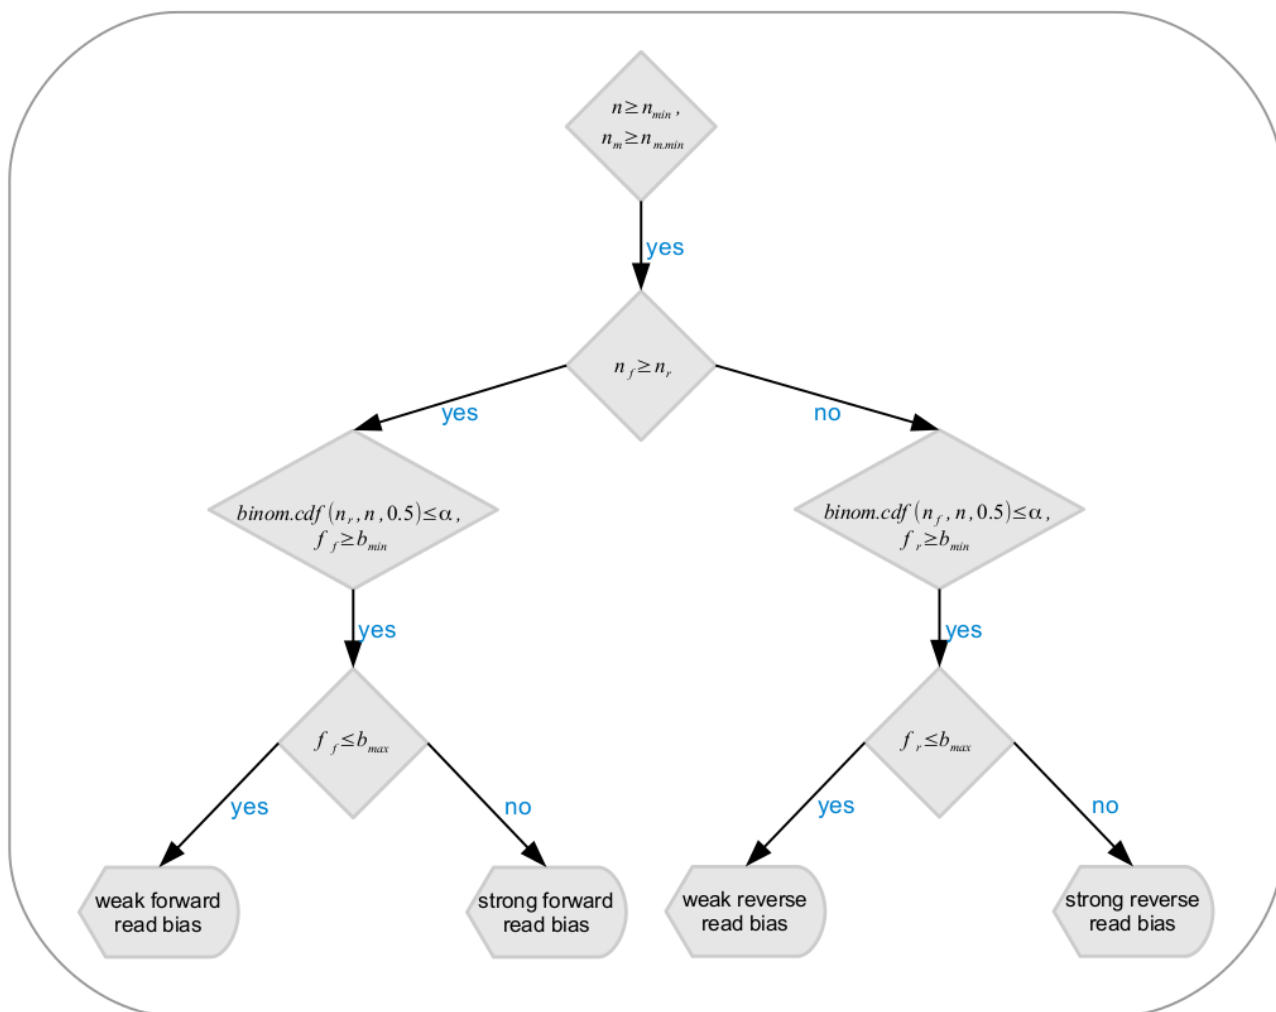 n ≥ n_min ,
n_m ≥ n_m.min
yes
n_f ≥ n_r
yes
no
binom.cdf (n_r , n , 0.5) ≤ α ,
f_f ≥ b_min
binom.cdf (n_f , n , 0.5) ≤ α ,
f_r ≥ b_min
yes
yes
f_f ≤ b_max
f_r ≤ b_max
yes
no
yes
no
weak forward
read bias
strong forward
read bias
weak reverse
read bias
strong reverse
read bias